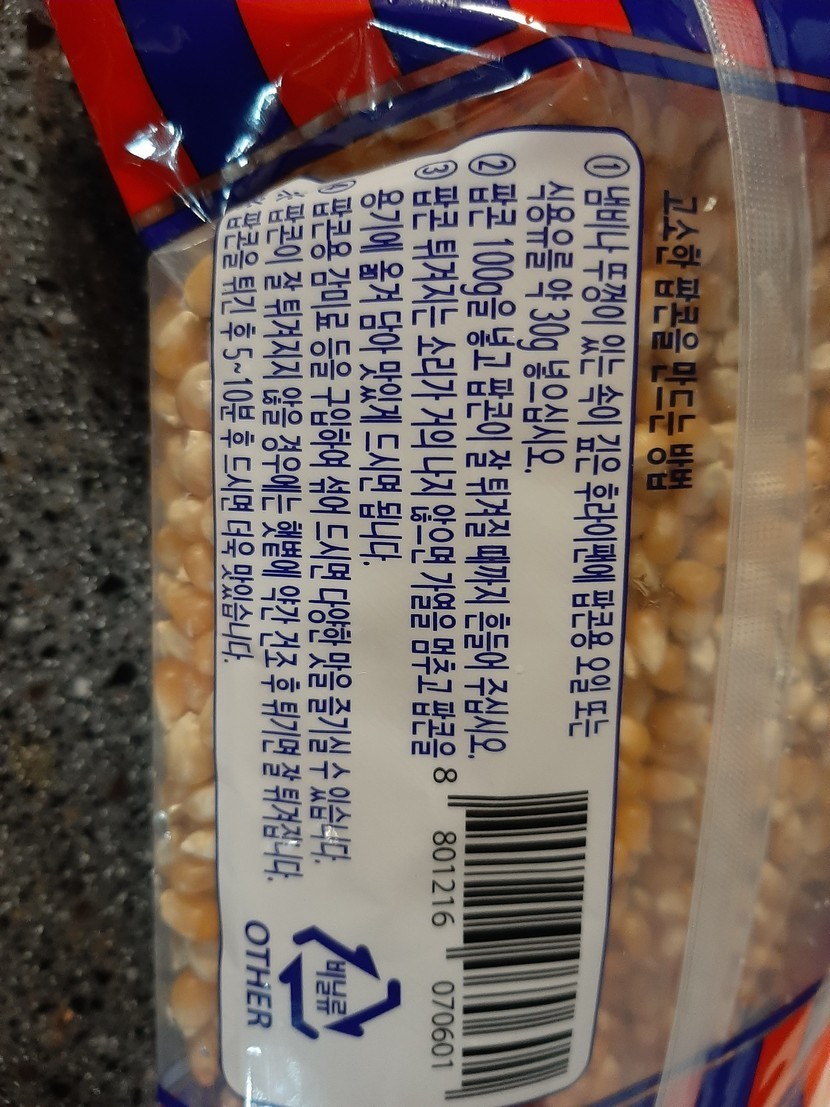 고소한 팝콘을 만드는 방법
① 냄비나 뚜껑이 있는 속이 깊은 후라이팬에 팝콘용 오일 또는
식용유를 약 30g 넣으십시오.
② 팝콘 100g을 넣고 팝콘이 잘 튀겨질 때까지 흔들어 주십시오.
③ 팝콘 튀겨지는 소리가 거의 나지 않으면 가열을 멈추고 팝콘을
용기에 옮겨 담아 맛있게 드시면 됩니다.
④ 팝콘용 가미료 등을 구입하여 섞어 드시면 다양한 맛을 즐기실 수 있습니다.
※ 팝콘이 잘 튀겨지지 않을 경우에는 햇볕에 약간 건조 후 튀기면 잘 튀겨집니다.
※ 팝콘을 튀긴 후 5~10분 후 드시면 더욱 맛있습니다.
8 801216 070601
비닐류
OTHER